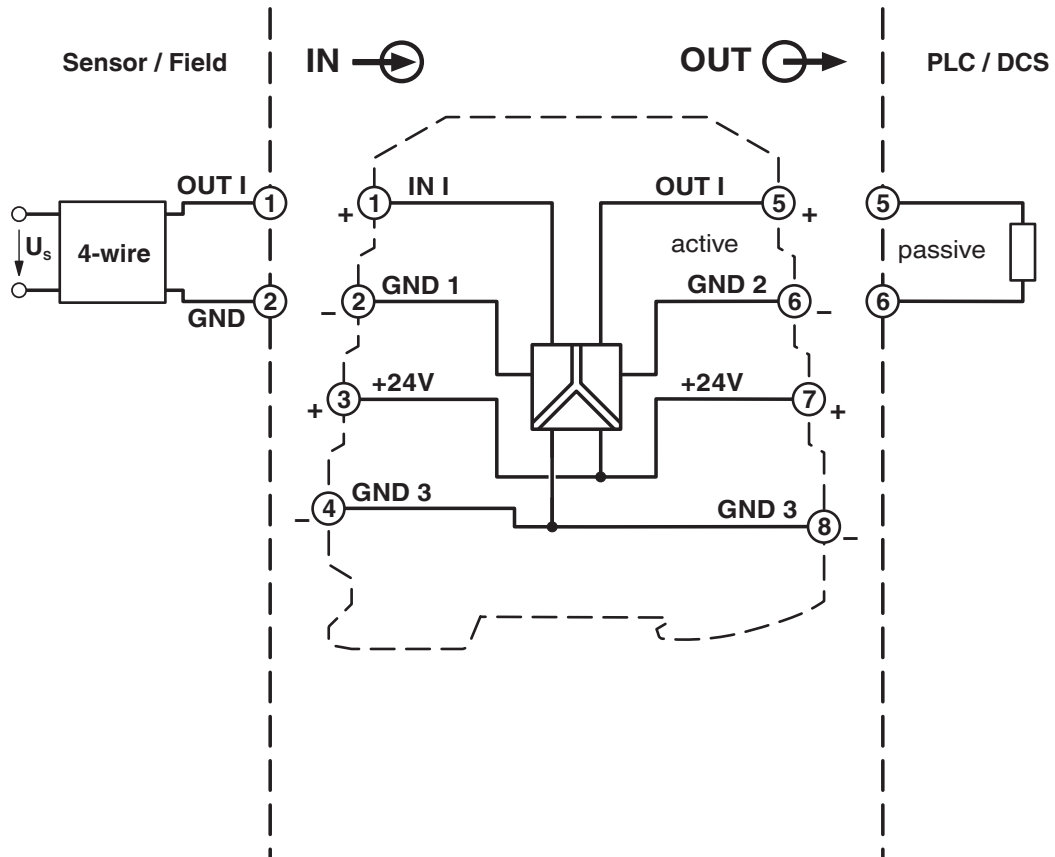 Sensor / Field
IN
OUT
PLC / DCS
OUT I
1
+
1
IN I
OUT I
5
+
5
Us
4-wire
active
passive
2
GND
–
2
GND 1
GND 2
6
–
6
+
3
+24V
+24V
7
+
–
4
GND 3
GND 3
8
–